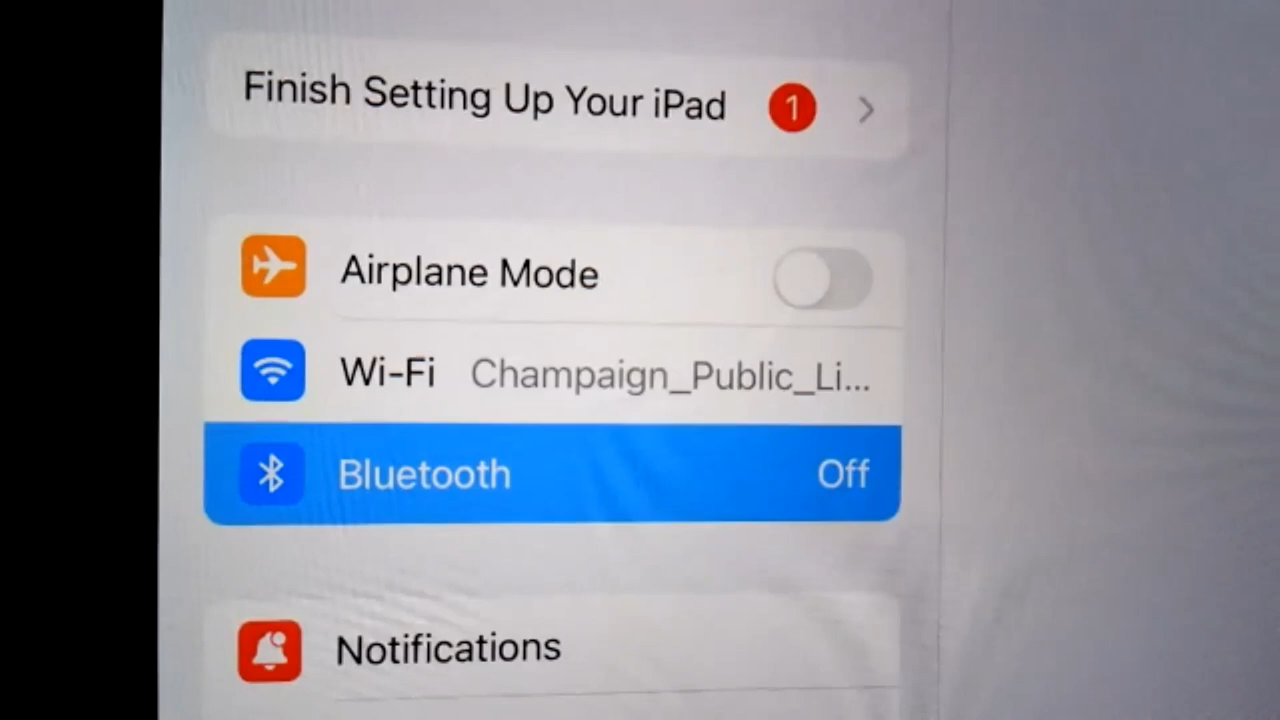 Finish Setting Up Your iPad 1
Airplane Mode
Wi-Fi Champaign_Public_Li...
Bluetooth Off
Notifications